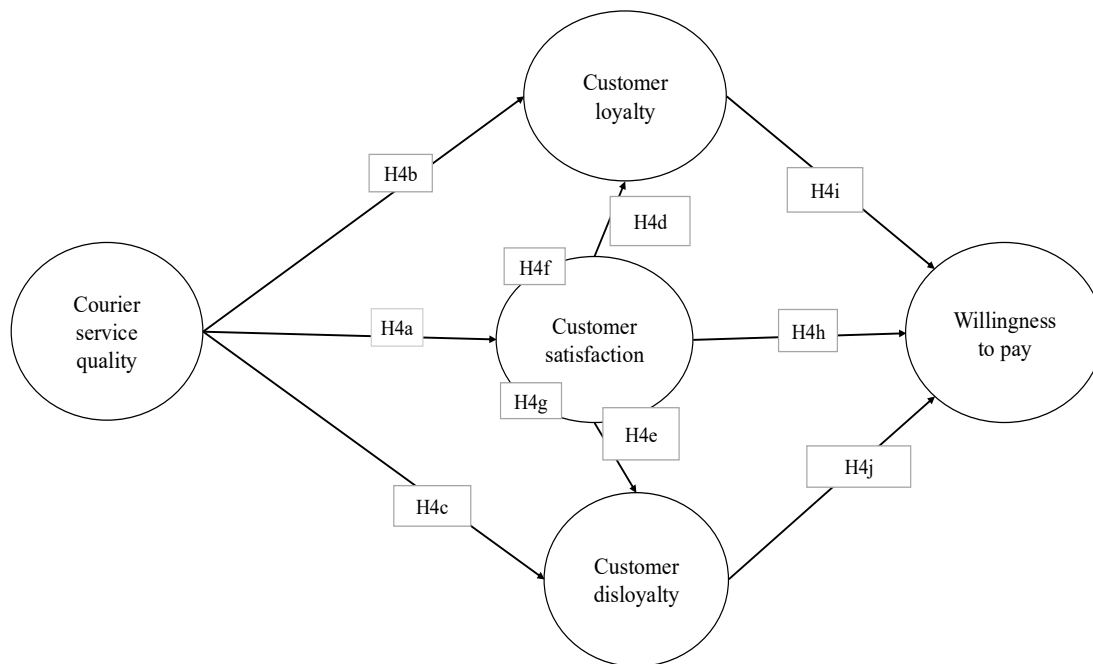 Customer
loyalty
H4b
H4i
H4d
H4f
Courier
service
quality
H4a
Customer
satisfaction
H4h
Willingness
to pay
H4g
H4e
H4j
H4c
Customer
disloyalty